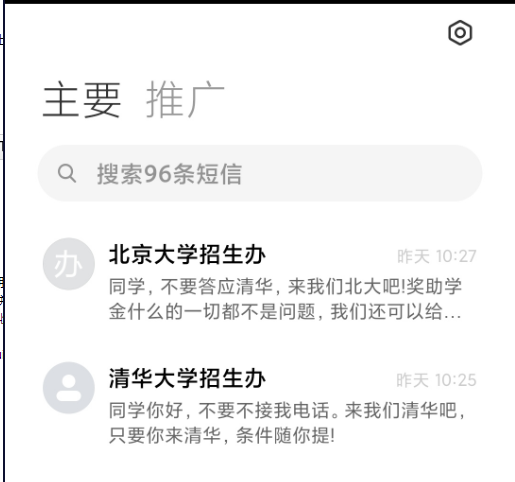 主要 推广
搜索96条短信
办
北京大学招生办 昨天 10:27
同学，不要答应清华，来我们北大吧!奖助学
金什么的一切都不是问题，我们还可以给...
清华大学招生办 昨天 10:25
同学你好，不要不接我电话。来我们清华吧，
只要你来清华，条件随你提!